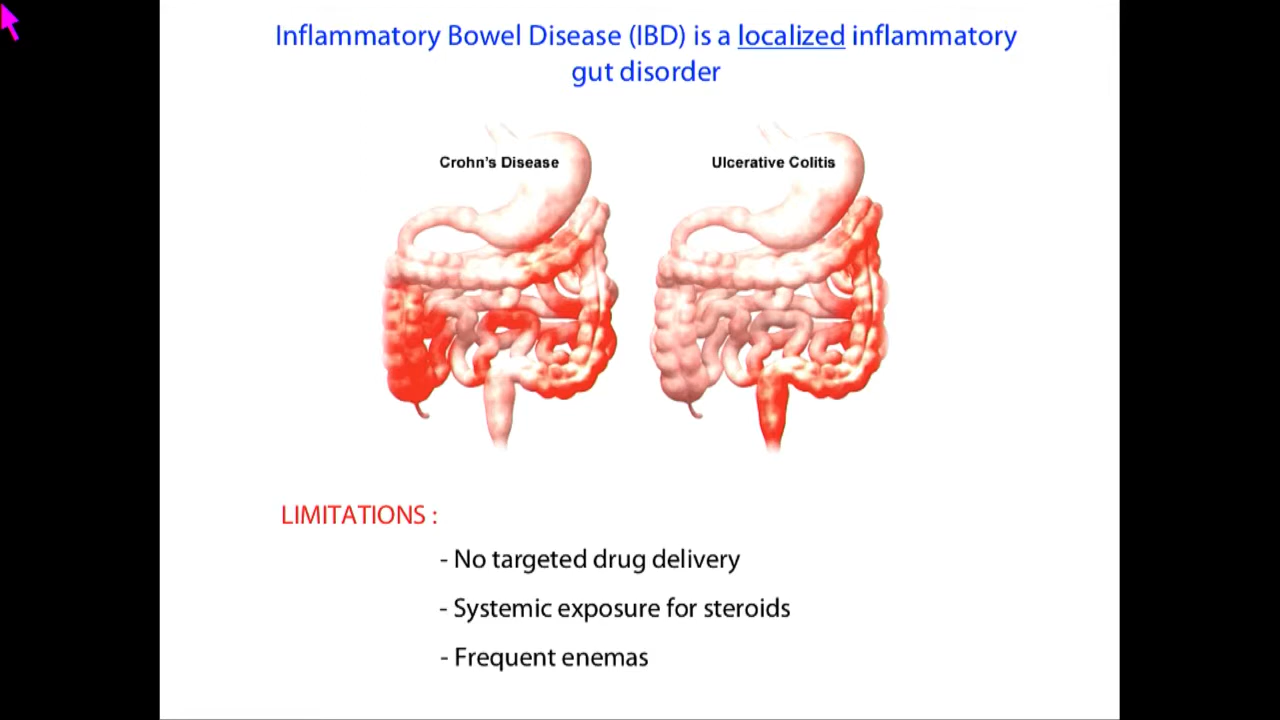 Inflammatory Bowel Disease (IBD) is a localized inflammatory
gut disorder
Crohn's Disease
Ulcerative Colitis
LIMITATIONS :
- No targeted drug delivery
- Systemic exposure for steroids
- Frequent enemas